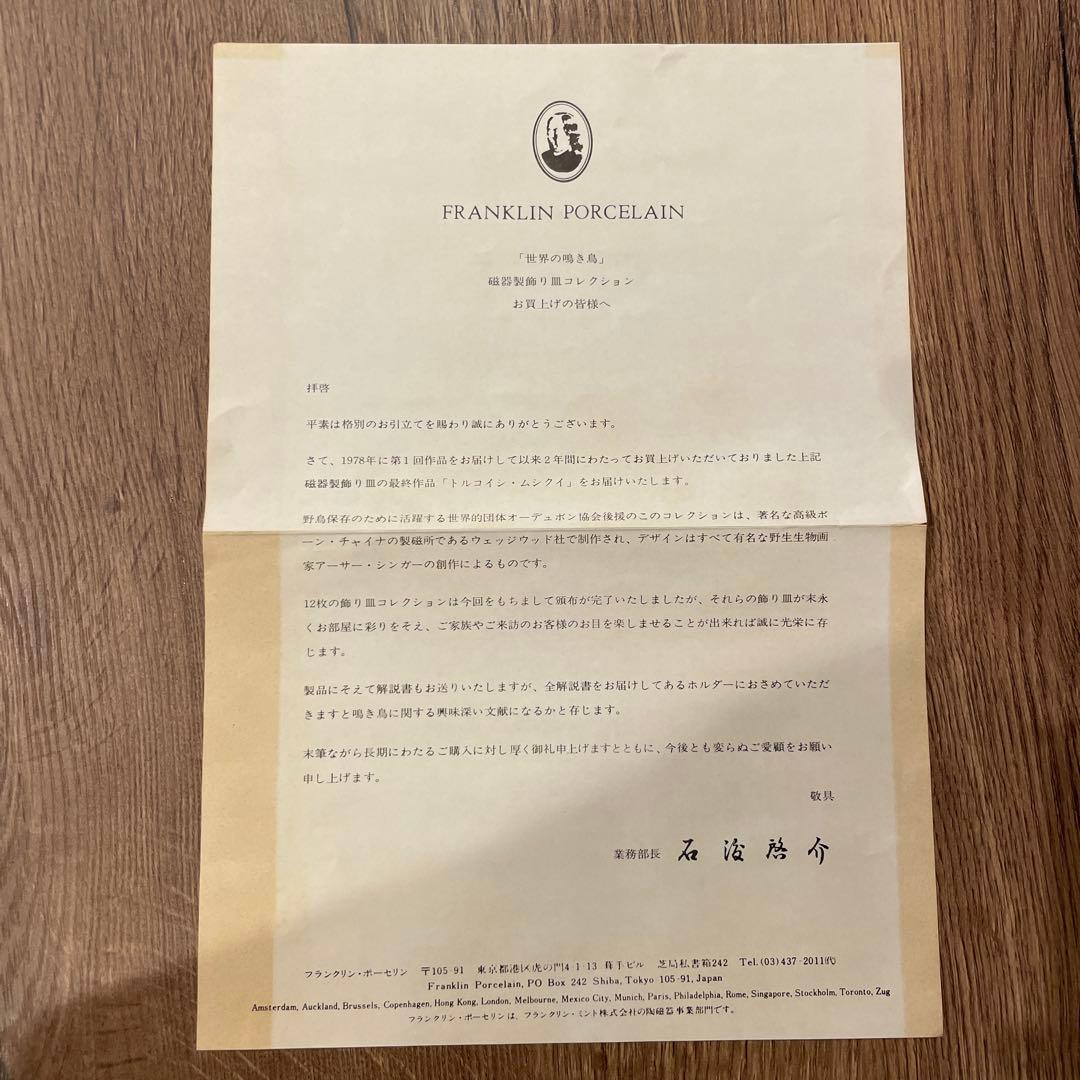 FRANKLIN PORCELAIN
「世界の鳴き鳥」
磁器製飾り皿コレクション
お買上げの皆様へ
拝啓
平素は格別のお引立てを賜わり誠にありがとうございます。
さて、1978年に第1回作品をお届けして以来2年間にわたってお買上げいただいておりました上記
磁器製飾り皿の最終作品「トルコイシ・ムシクイ」をお届けいたします。
野鳥保存のために活躍する世界的団体オーデュボン協会後援のこのコレクションは、著名な高級ボ
ーン・チャイナの製磁所であるウェッジウッド社で制作され、デザインはすべて有名な野生生物画
家アーサー・シンガーの創作によるものです。
12枚の飾り皿コレクションは今回をもちまして頒布が完了いたしましたが、それらの飾り皿が末永
くお部屋に彩りをそえ、ご家族やご来訪のお客様のお目を楽しませることが出来れば誠に光栄に存
じます。
製品にそえて解説書もお送りいたしますが、全解説書をお届けしてあるホルダーにおさめていただ
きますと鳴き鳥に関する興味深い文献になるかと存じます。
末筆ながら長期にわたるご購入に対し厚く御礼申上げますとともに、今後とも変らぬご愛顧をお願い
申し上げます。
敬具
業務部長 石 啓介
フランクリン・ポーセリン 〒105-91 東京都港区虎の門4-1-13 ビル 芝局私書箱242 Tel.(03)437-2011代
Franklin Porcelain, PO Box 242 Shiba, Tokyo 105-91, Japan
Amsterdam, Auckland, Brussels, Copenhagen, Hong Kong, London, Melbourne, Mexico City, Munich, Paris, Philadelphia, Rome, Singapore, Stockholm, Toronto, Zug
フランクリン・ポーセリンは、フランクリン・ミント株式会社の陶磁器事業部門です。